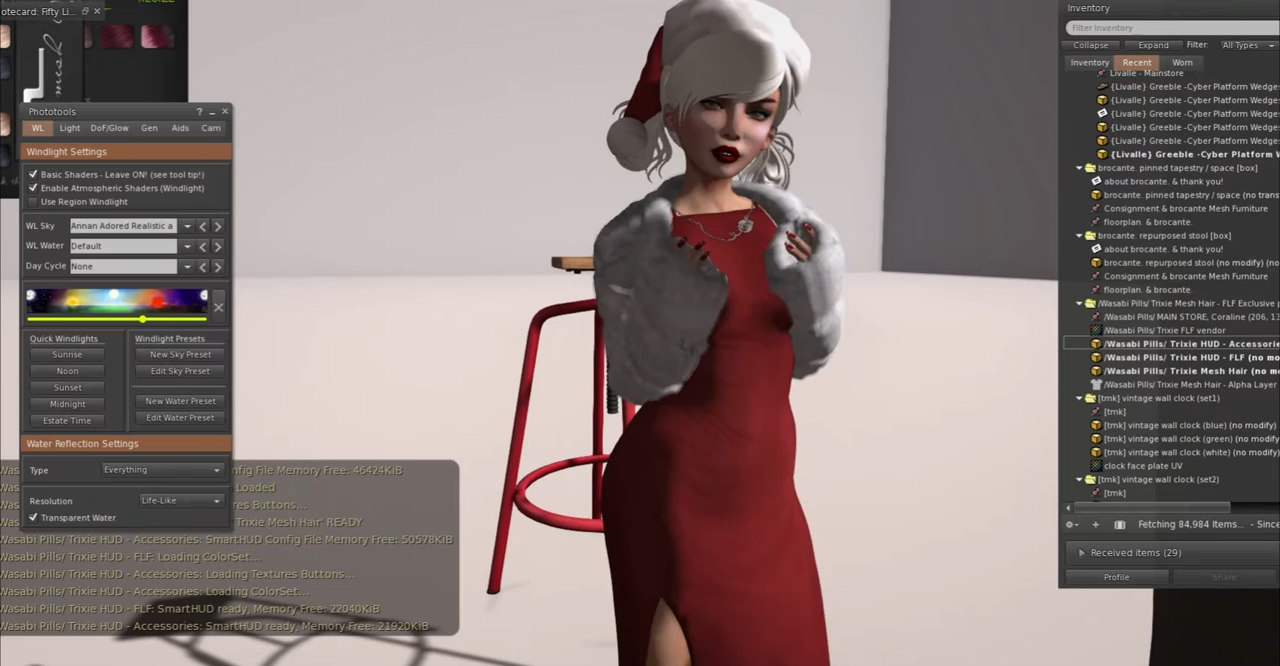 otecard: Fifty Li...
RESIZE
mesh
Phototools
WL Light DoF/Glow Gen Aids Cam
Windlight Settings
Basic Shaders - Leave ON! (see tool tip!)
Enable Atmospheric Shaders (Windlight)
Use Region Windlight
WL Sky Annan Adored Realistic a
WL Water Default
Day Cycle None
Quick Windlights
Sunrise
Noon
Sunset
Midnight
Estate Time
Windlight Presets
New Sky Preset
Edit Sky Preset
New Water Preset
Edit Water Preset
Water Reflection Settings
Type Everything
Resolution Life-Like
Transparent Water
nfig File Memory Free: 46424KiB
Loaded
res Buttons...
Trixie Mesh Hair' READY
Wasabi Pills/ Trixie HUD - Accessories: SmartHUD Config File Memory Free: 50578KiB
Wasabi Pills/ Trixie HUD - FLF: Loading ColorSet...
Wasabi Pills/ Trixie HUD - Accessories: Loading Textures Buttons...
Wasabi Pills/ Trixie HUD - Accessories: Loading ColorSet...
Wasabi Pills/ Trixie HUD - FLF: SmartHUD ready, Memory Free: 22040KiB
Wasabi Pills/ Trixie HUD - Accessories: SmartHUD ready, Memory Free: 21920KiB
Inventory
Filter Inventory
Collapse Expand Filter: All Types
Inventory Recent Worn
Livalle - Mainstore
{Livalle} Greeble -Cyber Platform Wedge
{Livalle} Greeble -Cyber Platform Wedge
{Livalle} Greeble -Cyber Platform Wedge
{Livalle} Greeble -Cyber Platform Wedge
{Livalle} Greeble -Cyber Platform Wedge
{Livalle} Greeble -Cyber Platform W
brocante. pinned tapestry / space [box]
about brocante. & thank you!
brocante. pinned tapestry / space (no trans
Consignment & brocante Mesh Furniture
floorplan. & brocante.
brocante. repurposed stool [box]
about brocante. & thank you!
brocante. repurposed stool (no modify) (no
Consignment & brocante Mesh Furniture
floorplan. & brocante.
/Wasabi Pills/ Trixie Mesh Hair - FLF Exclusive p
/Wasabi Pills/ MAIN STORE, Coraline (206, 13
/Wasabi Pills/ Trixie FLF vendor
/Wasabi Pills/ Trixie HUD - Accessorie
/Wasabi Pills/ Trixie HUD - FLF (no mo
/Wasabi Pills/ Trixie Mesh Hair (no m
/Wasabi Pills/ Trixie Mesh Hair - Alpha Layer
[tmk] vintage wall clock (set1)
[tmk]
[tmk] vintage wall clock (blue) (no modify)
[tmk] vintage wall clock (green) (no modify
[tmk] vintage wall clock (white) (no modify
clock face plate UV
[tmk] vintage wall clock (set2)
[tmk]
Fetching 84,984 Items... - Since
Received items (29)
Profile Share